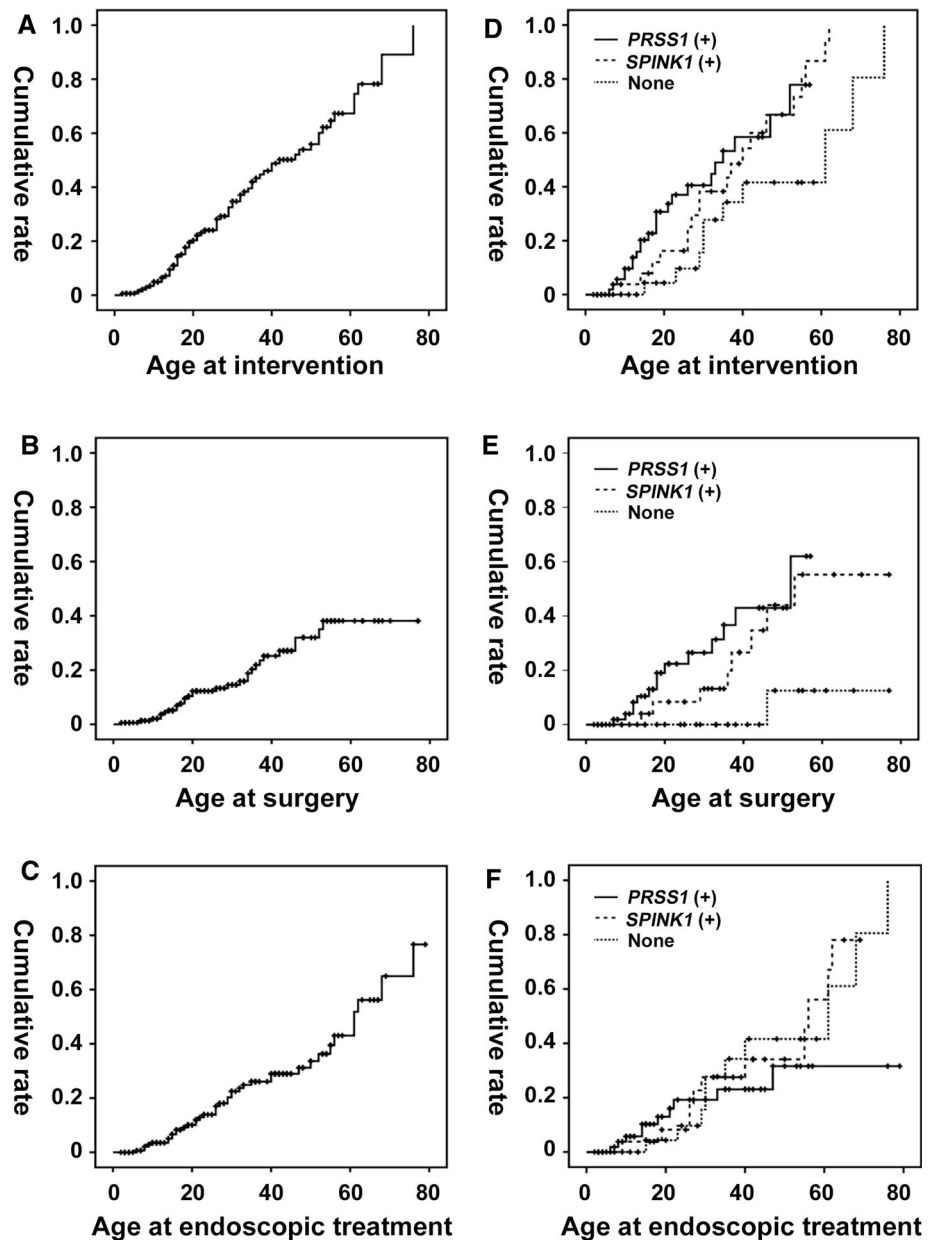 A
1.0
0.8
0.6
0.4
0.2
0
Cumulative rate
0 20 40 60 80
Age at intervention
D
1.0
0.8
0.6
0.4
0.2
0
Cumulative rate
PRSS1 (+)
SPINK1 (+)
None
0 20 40 60 80
Age at intervention
B
1.0
0.8
0.6
0.4
0.2
0
Cumulative rate
0 20 40 60 80
Age at surgery
E
1.0
0.8
0.6
0.4
0.2
0
Cumulative rate
PRSS1 (+)
SPINK1 (+)
None
0 20 40 60 80
Age at surgery
C
1.0
0.8
0.6
0.4
0.2
0
Cumulative rate
0 20 40 60 80
Age at endoscopic treatment
F
1.0
0.8
0.6
0.4
0.2
0
Cumulative rate
PRSS1 (+)
SPINK1 (+)
None
0 20 40 60 80
Age at endoscopic treatment